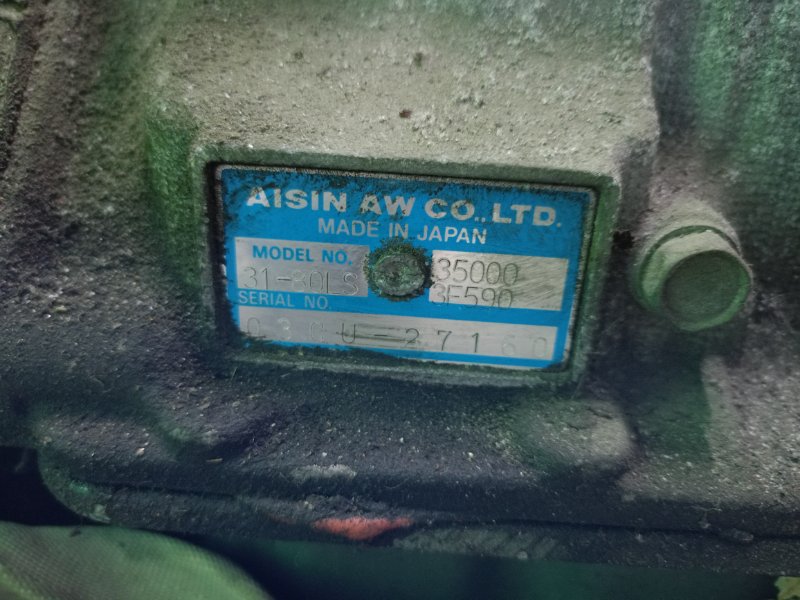 AISIN AW CO., LTD.
MADE IN JAPAN
MODEL NO. 35000
31-80LS 3F590
SERIAL NO.
03CU-27160